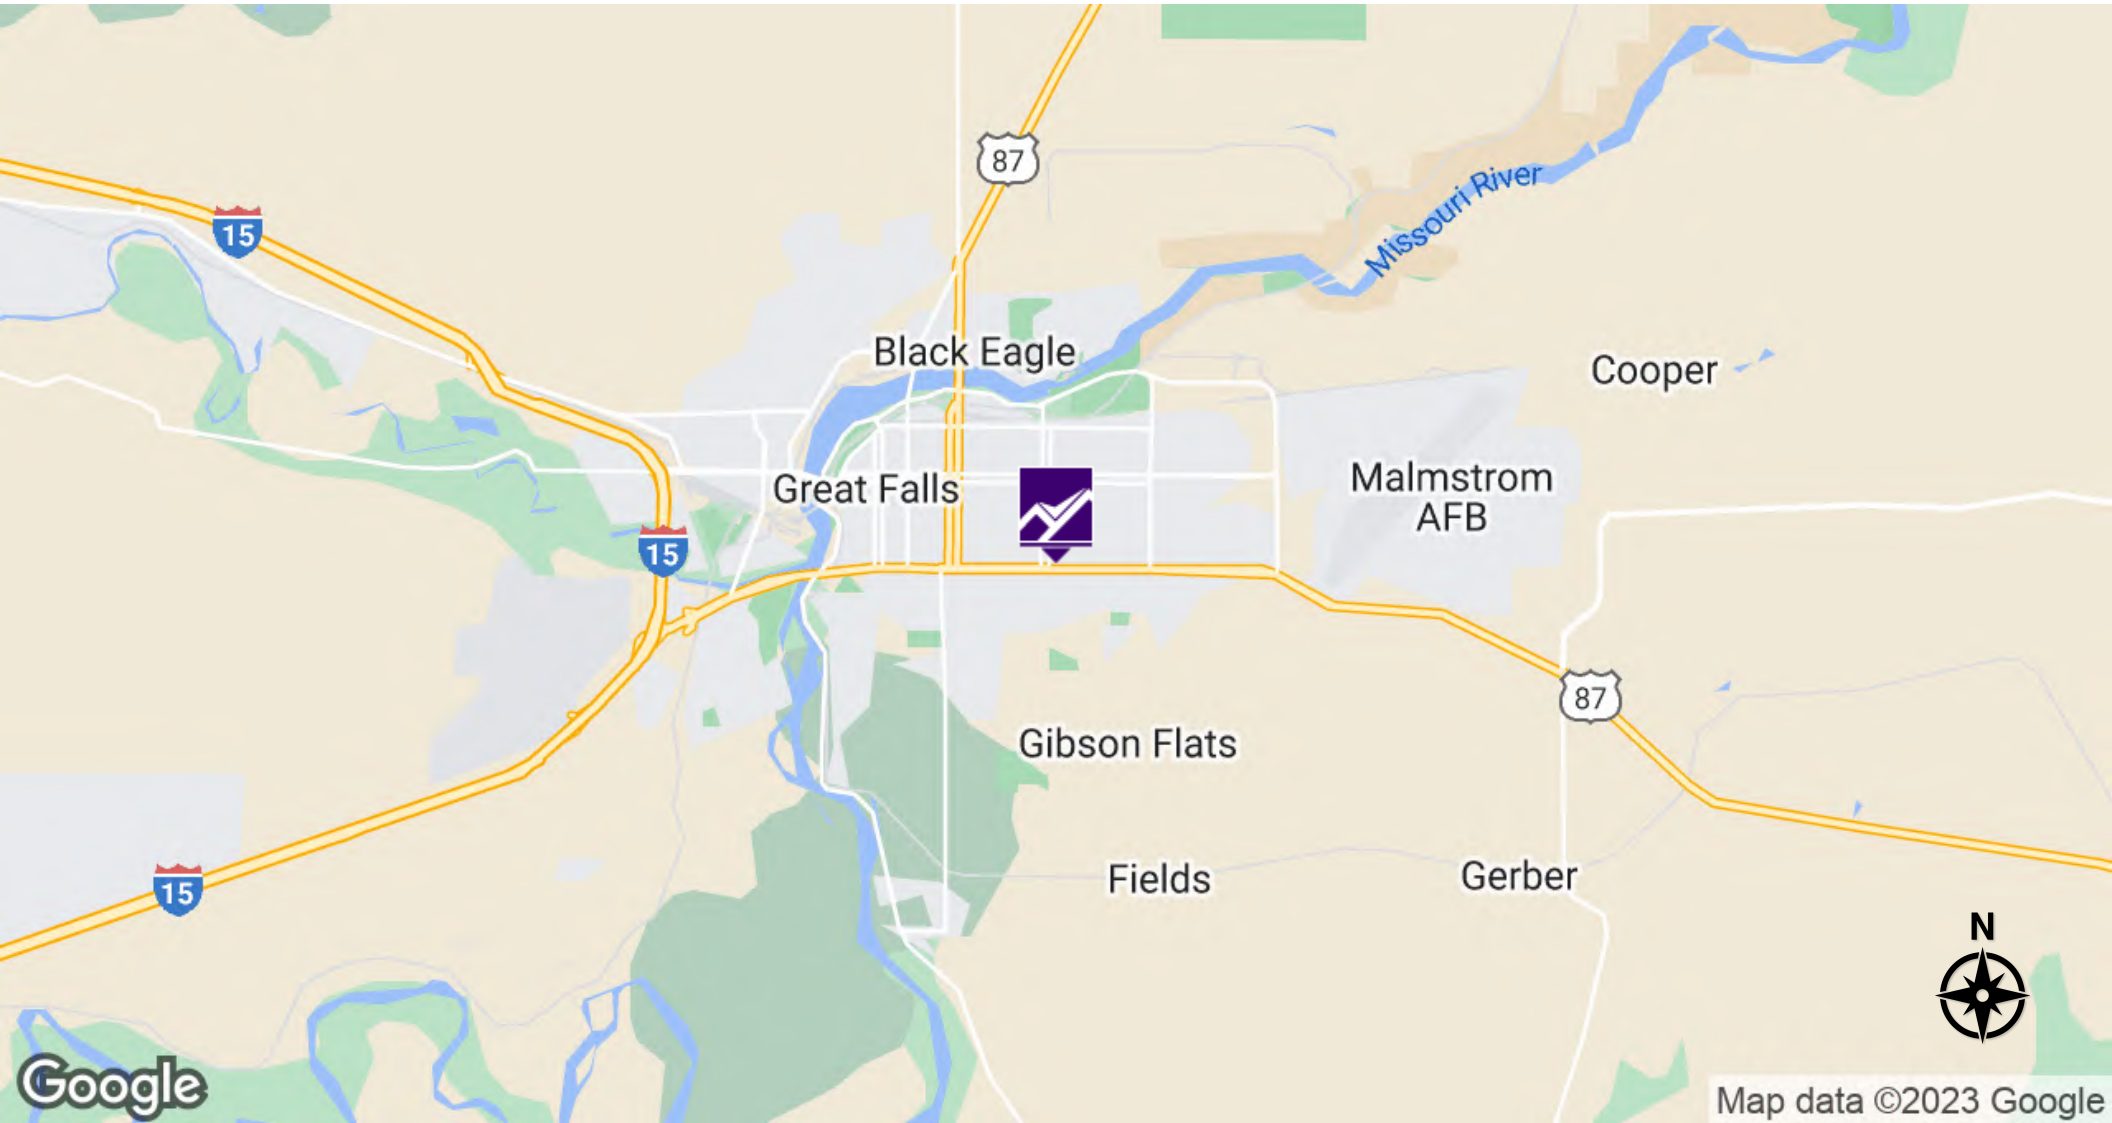 87
15
Missouri River
Black Eagle
Cooper
Great Falls
Malmstrom
AFB
15
87
Gibson Flats
Fields
Gerber
15
N
Google
Map data ©2023 Google